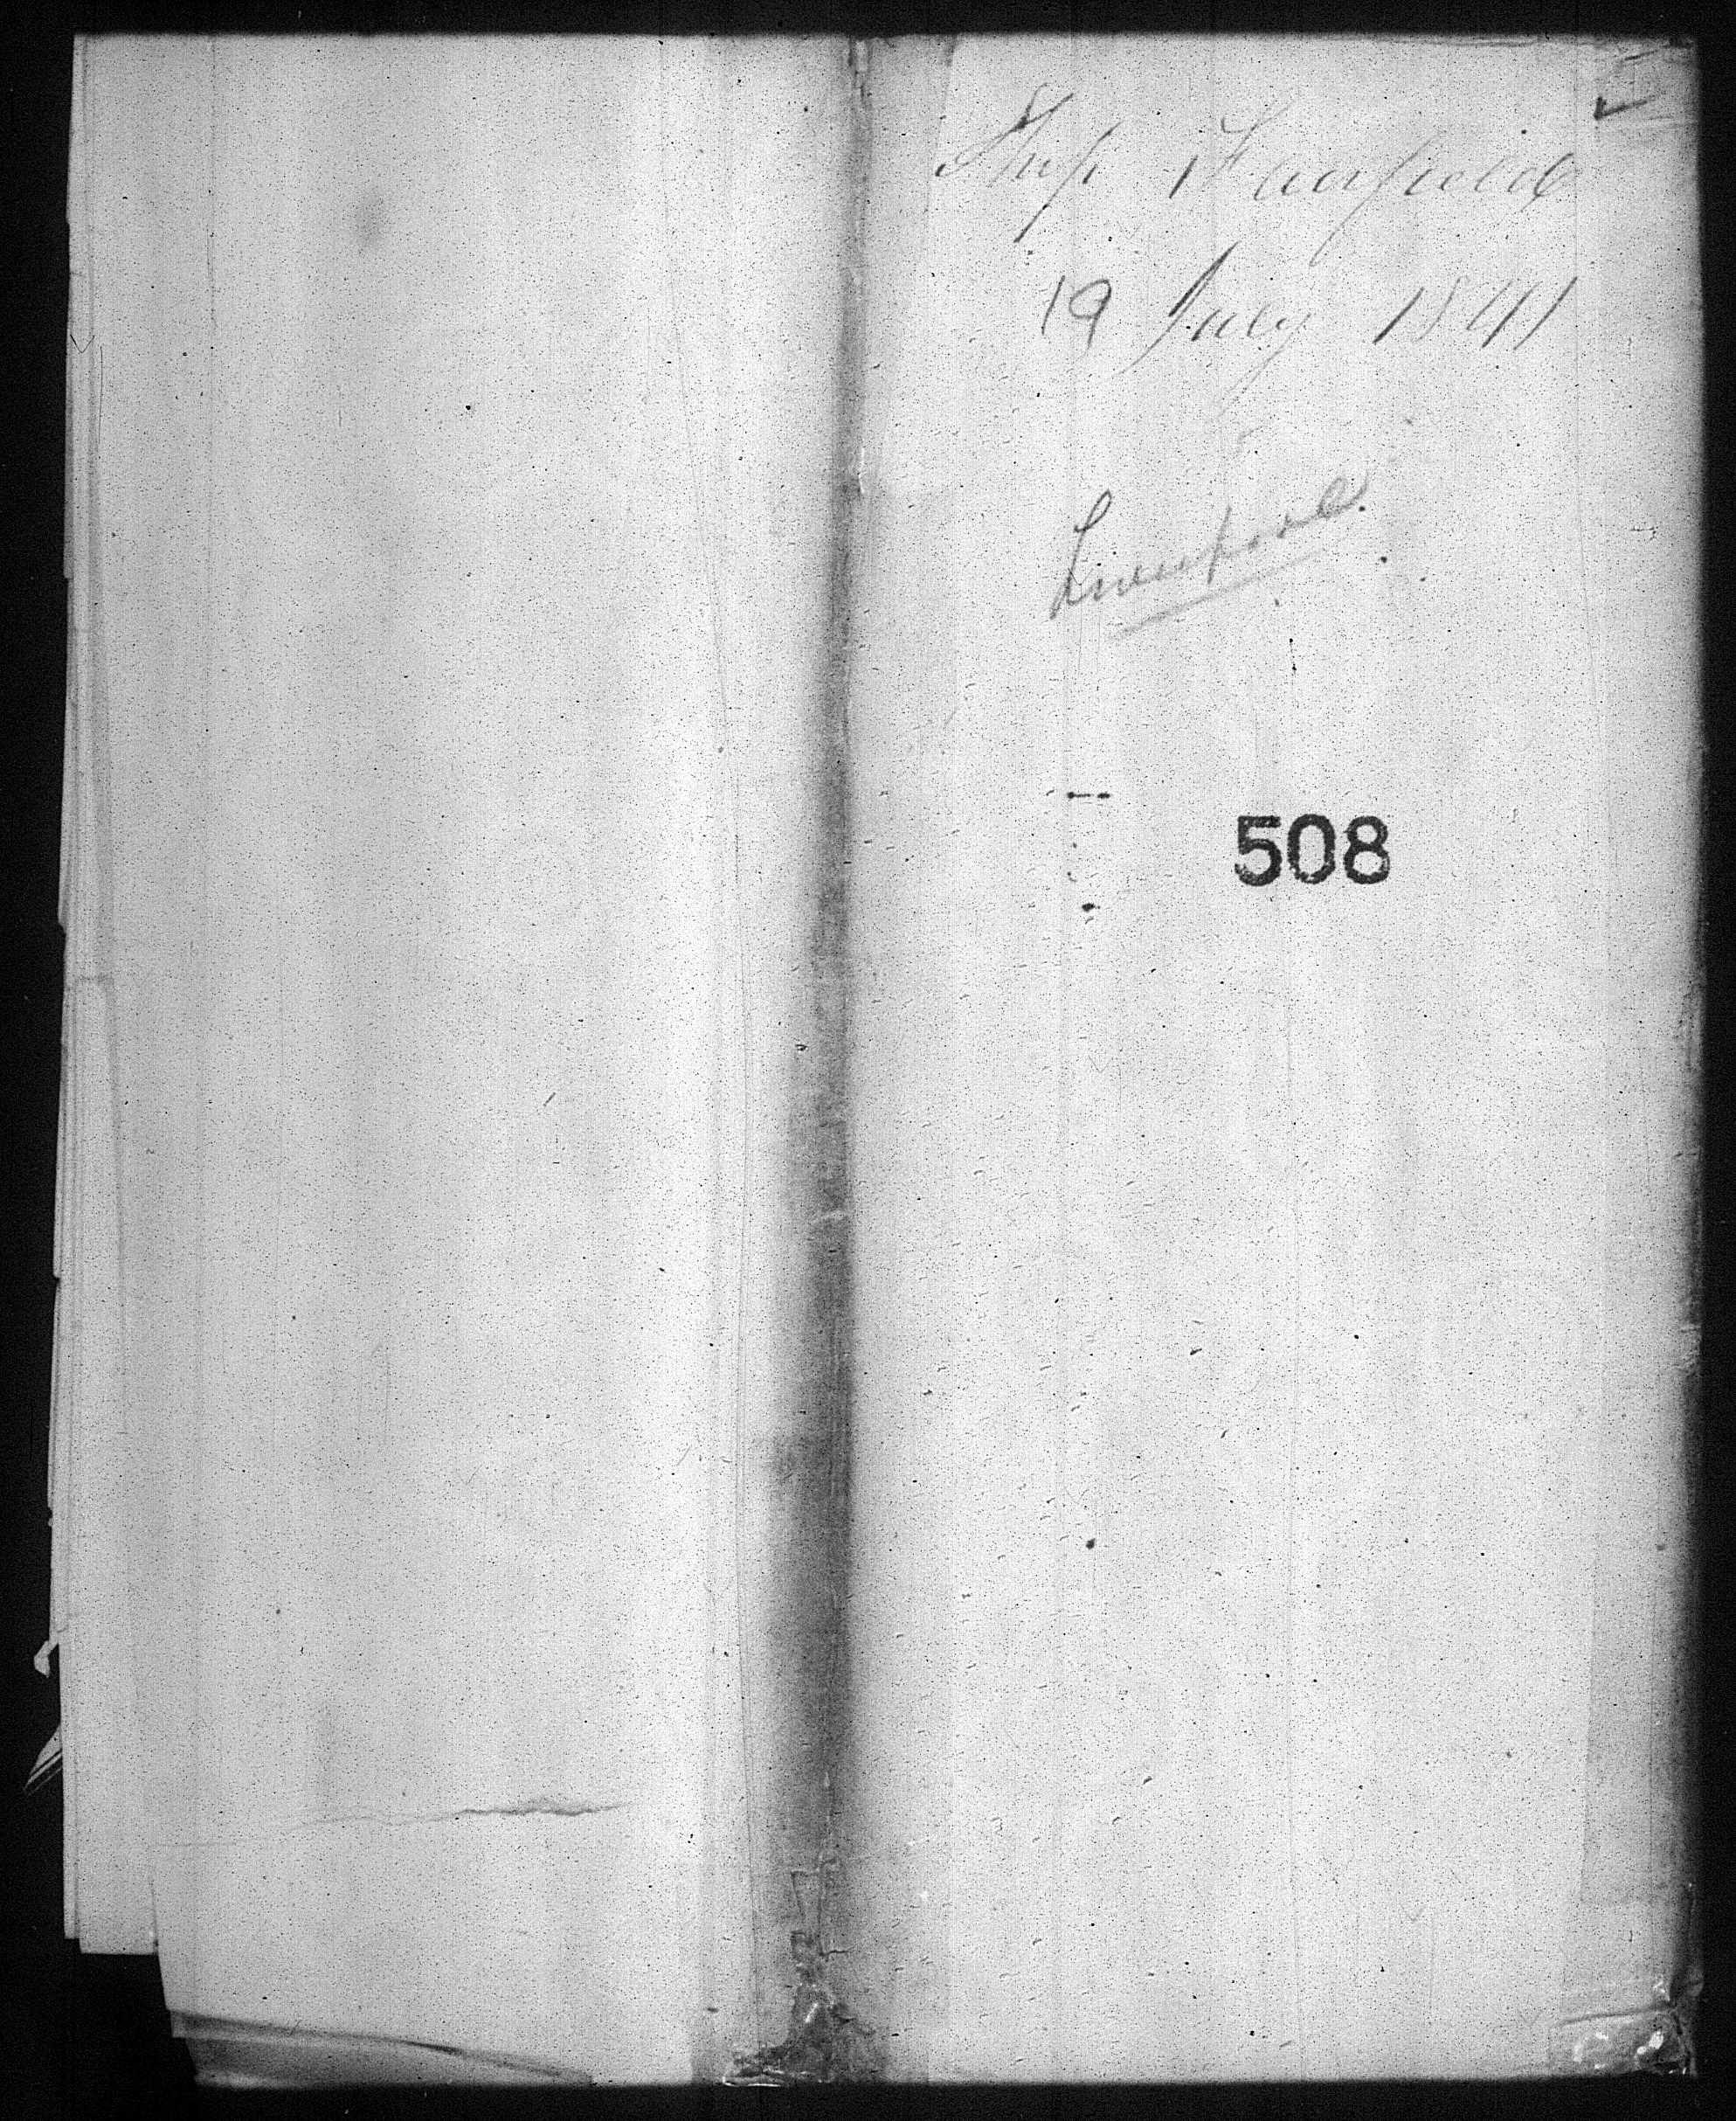 Ship Fairfield
19 July 1841
Liverpool
508